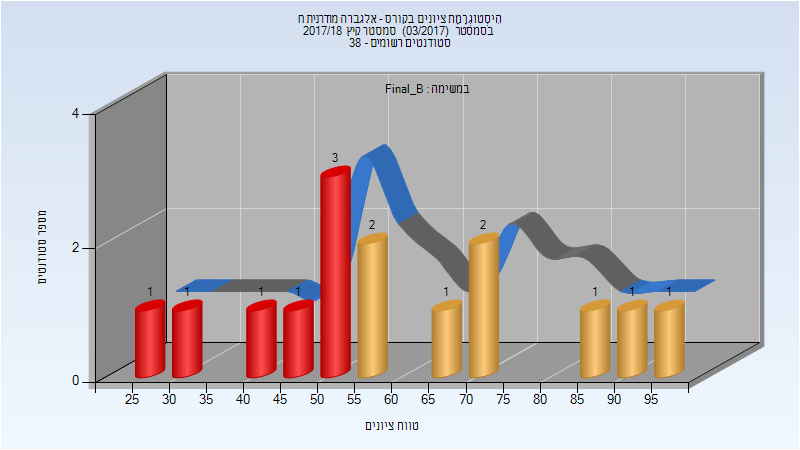 היסטוגרמת ציונים בקורס - אלגברה מודרנית ח
בסמסטר (03/2017) סמסטר קיץ 2017/18
סטודנטים רשומים - 38
במשימה : Final_B
מספר סטודנטים
4
2
0
1
1
1
1
3
2
1
2
1
1
1
25 30 35 40 45 50 55 60 65 70 75 80 85 90 95
טווח ציונים